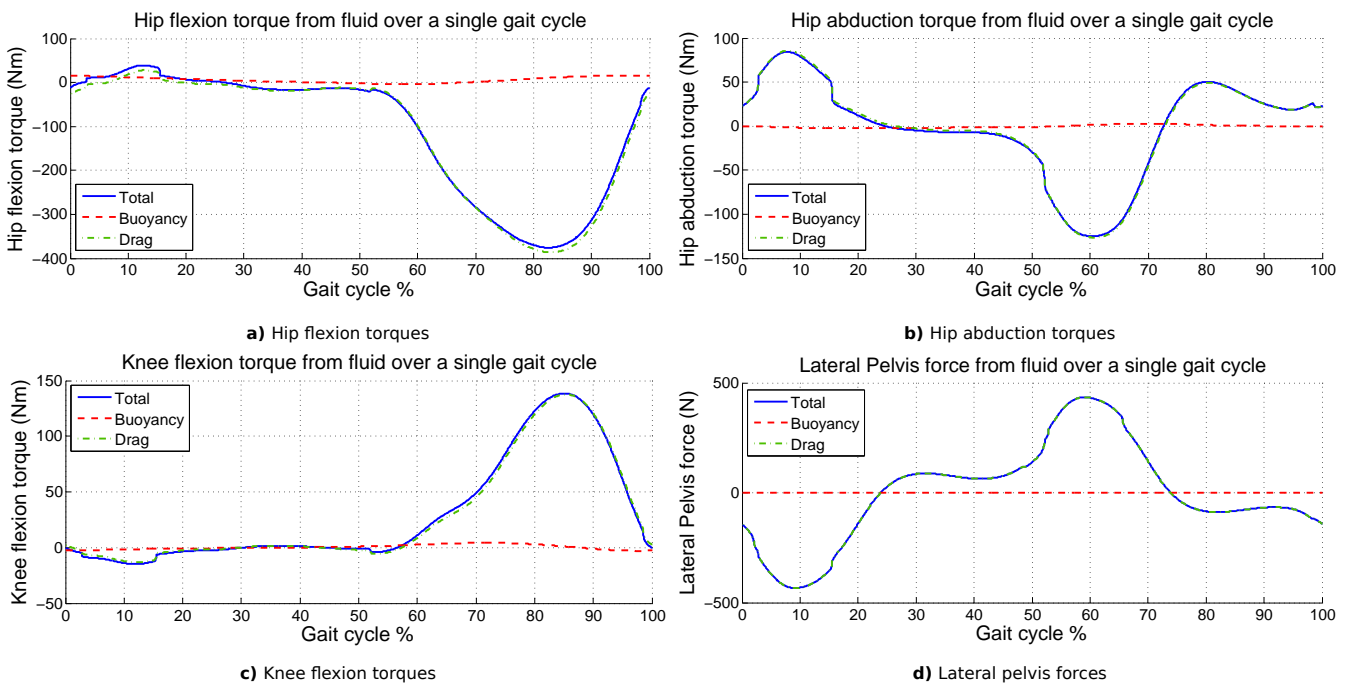 Hip flexion torque from fluid over a single gait cycle
Hip flexion torque (Nm)
100
0
−100
−200
−300
−400
Total
Buoyancy
Drag
0 10 20 30 40 50 60 70 80 90 100
Gait cycle %
a) Hip flexion torques
Hip abduction torque from fluid over a single gait cycle
Hip abduction torque (Nm)
100
50
0
−50
−100
−150
Total
Buoyancy
Drag
0 10 20 30 40 50 60 70 80 90 100
Gait cycle %
b) Hip abduction torques
Knee flexion torque from fluid over a single gait cycle
Knee flexion torque (Nm)
150
100
50
0
−50
Total
Buoyancy
Drag
0 10 20 30 40 50 60 70 80 90 100
Gait cycle %
c) Knee flexion torques
Lateral Pelvis force from fluid over a single gait cycle
Lateral Pelvis force (N)
500
0
−500
Total
Buoyancy
Drag
0 10 20 30 40 50 60 70 80 90 100
Gait cycle %
d) Lateral pelvis forces